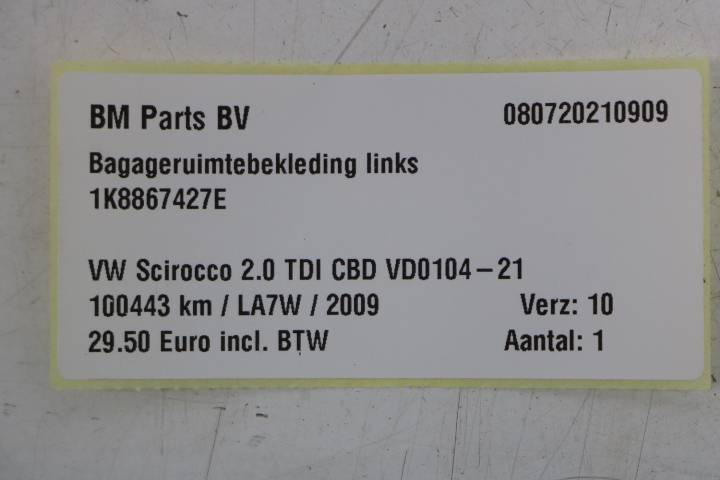 BM Parts BV 080720210909
Bagageruimtebekleding links
1K8867427E
VW Scirocco 2.0 TDI CBD VD0104-21
100443 km / LA7W / 2009 Verz: 10
29.50 Euro incl. BTW Aantal: 1